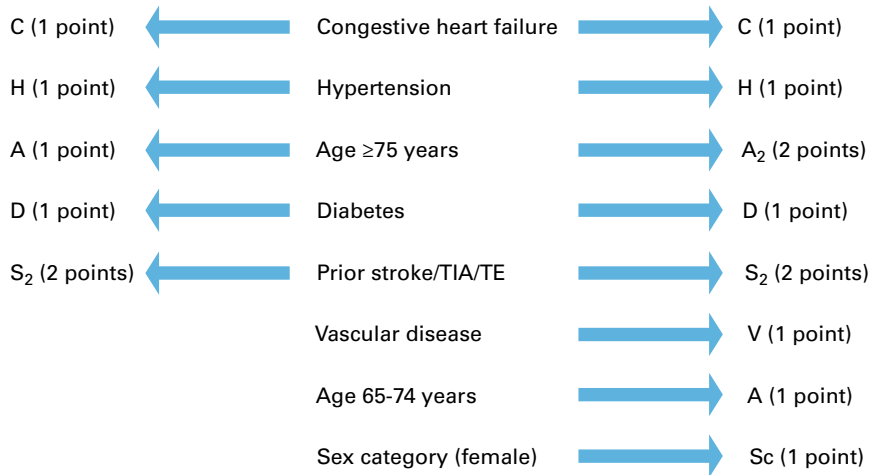 C (1 point) Congestive heart failure C (1 point)
H (1 point) Hypertension H (1 point)
A (1 point) Age ≥75 years A₂ (2 points)
D (1 point) Diabetes D (1 point)
S₂ (2 points) Prior stroke/TIA/TE S₂ (2 points)
Vascular disease V (1 point)
Age 65-74 years A (1 point)
Sex category (female) Sc (1 point)